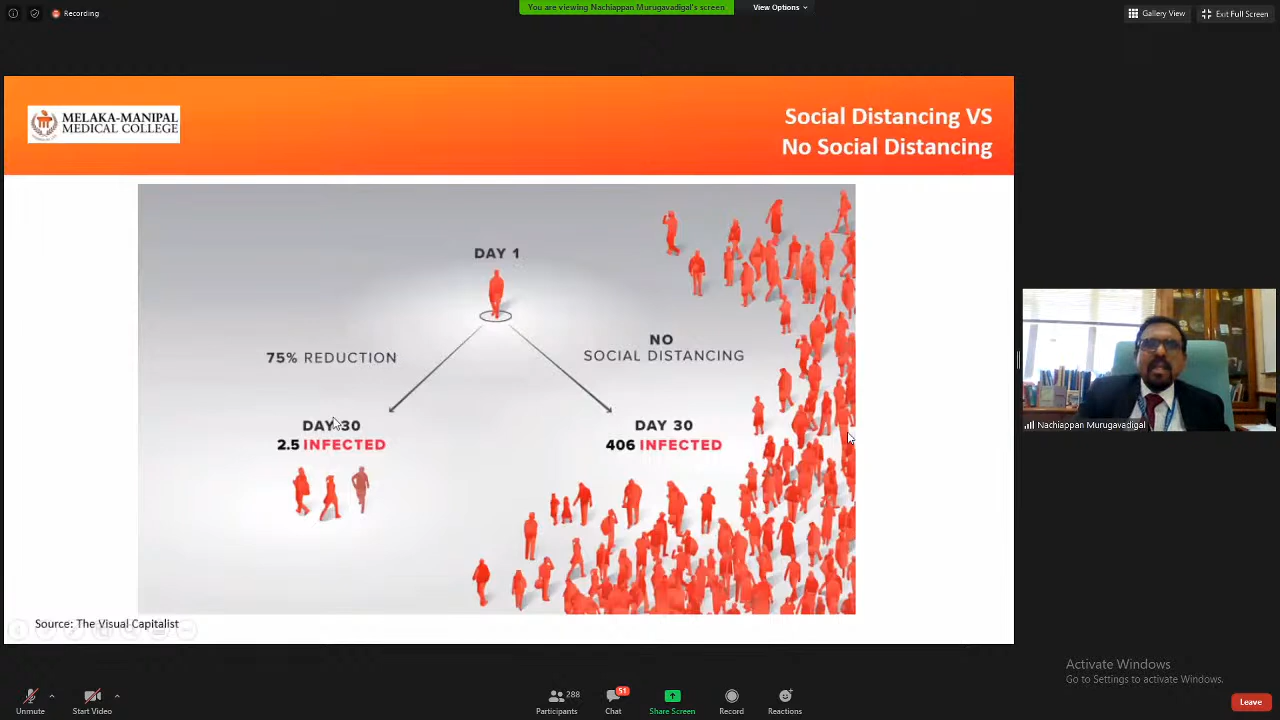 Recording
You are viewing Nachiappan Murugavadigal's screen
View Options
Gallery View
Exit Full Screen
MELAKA-MANIPAL
MEDICAL COLLEGE
Social Distancing VS
No Social Distancing
DAY 1
75% REDUCTION
NO
SOCIAL DISTANCING
DAY 30
2.5 INFECTED
DAY 30
406 INFECTED
Source: The Visual Capitalist
Nachiappan Murugavadigal
Activate Windows
Go to Settings to activate Windows.
Unmute
Start Video
288
Participants
51
Chat
Share Screen
Record
Reactions
Leave